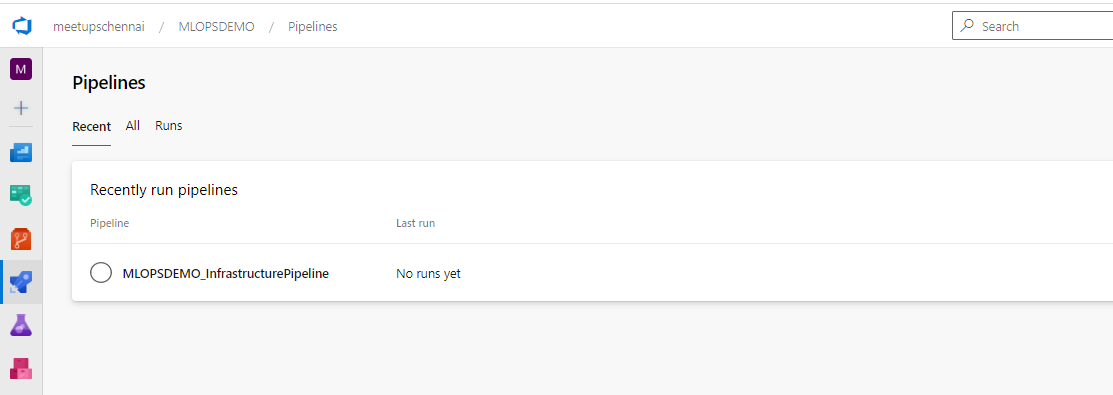 meetupschennai / MLOPSDEMO / Pipelines
Search
M
Pipelines
Recent All Runs
Recently run pipelines
Pipeline Last run
MLOPSDEMO_InfrastructurePipeline No runs yet